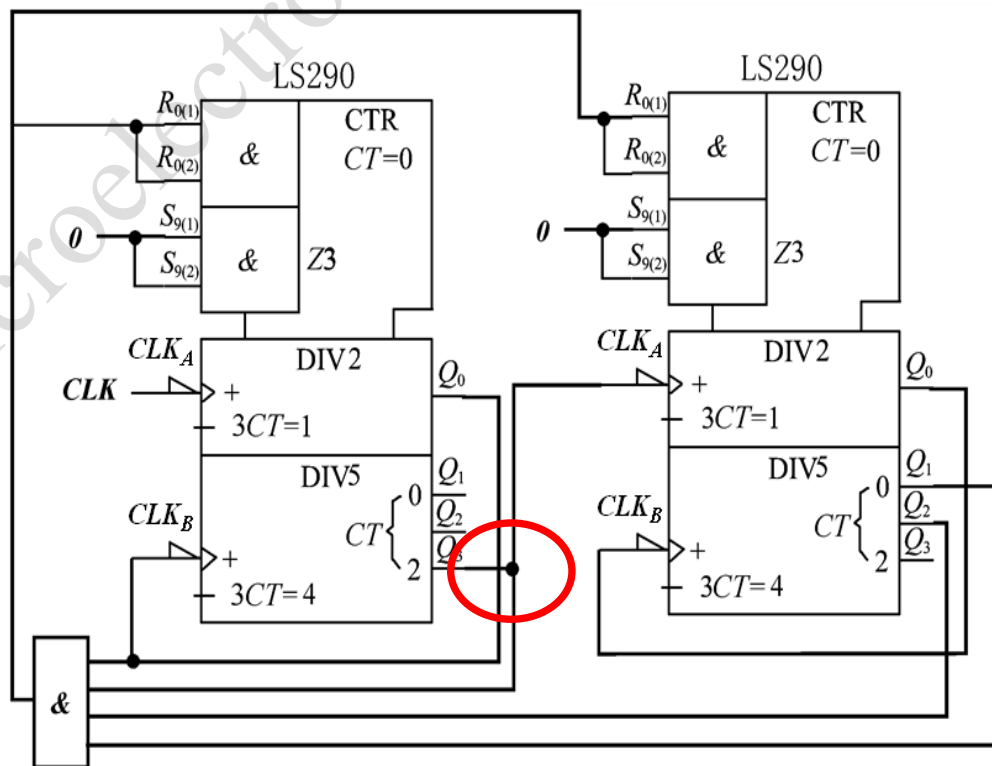 croelectro
LS290
R0(1)
R0(2)
&
CTR
CT=0
S9(1)
0
S9(2)
&
Z3
CLKA
DIV2
Q0
CLK
+
3CT=1
DIV5
Q1
0
Q2
CLKB
CT
Q3
+
2
3CT=4
&
LS290
R0(1)
R0(2)
&
CTR
CT=0
S9(1)
0
S9(2)
&
Z3
CLKA
DIV2
Q0
+
3CT=1
DIV5
Q1
0
Q2
CLKB
CT
Q3
+
2
3CT=4